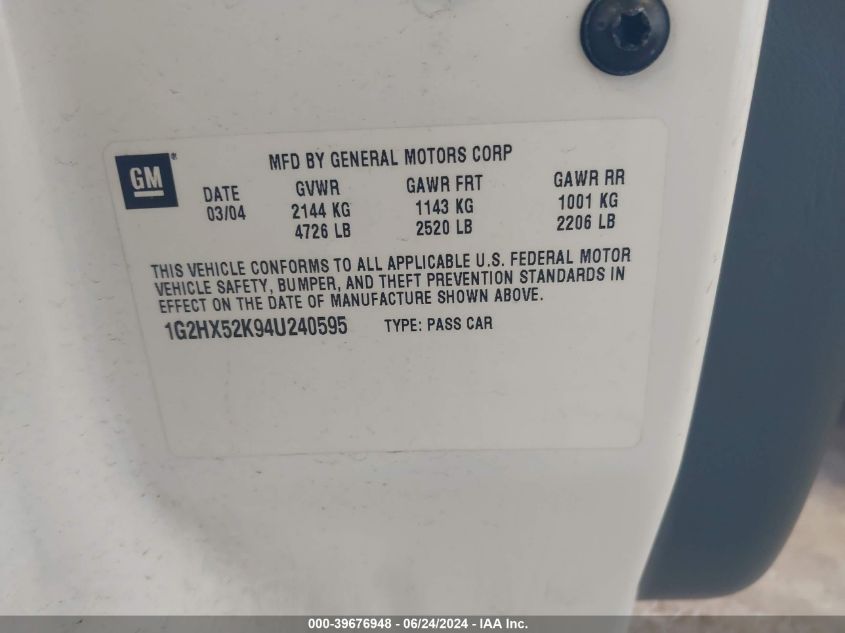 GM®
MFD BY GENERAL MOTORS CORP
DATE GVWR GAWR FRT GAWR RR
03/04 2144 KG 1143 KG 1001 KG
4726 LB 2520 LB 2206 LB
THIS VEHICLE CONFORMS TO ALL APPLICABLE U.S. FEDERAL MOTOR
VEHICLE SAFETY, BUMPER, AND THEFT PREVENTION STANDARDS IN
EFFECT ON THE DATE OF MANUFACTURE SHOWN ABOVE.
1G2HX52K94U240595 TYPE: PASS CAR
000-39676948 - 06/24/2024 - IAA Inc.